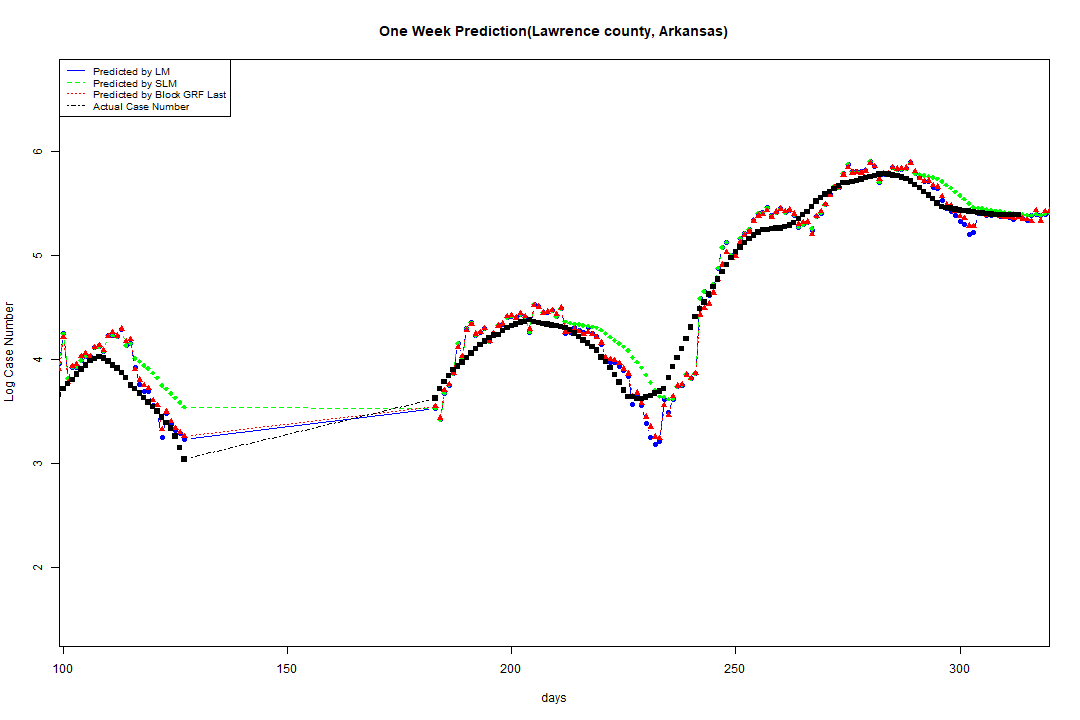 One Week Prediction(Lawrence county, Arkansas)
Predicted by LM
Predicted by SLM
Predicted by Block GRF Last
Actual Case Number
6
5
4
3
2
Log Case Number
100 150 200 250 300
days